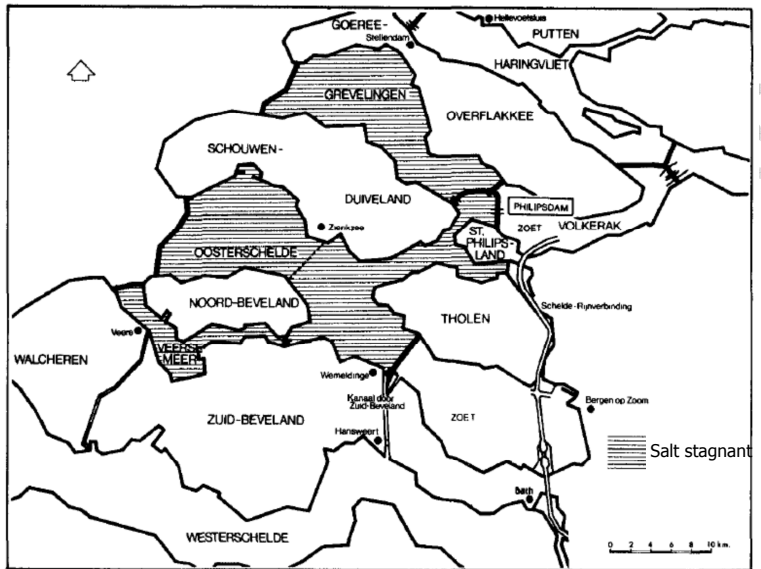 GOEREE-
Hellevoetsluis
PUTTEN
Stellendam
HARINGVLIET
GREVELINGEN
OVERFLAKKEE
SCHOUWEN-
DUIVELAND
PHILIPSDAM
ZOET
VOLKERAK
Zierikzee
ST.
PHILIPS-
LAND
OOSTERSCHELDE
NOORD-BEVELAND
Schelde-Rijnverbinding
THOLEN
Veere
VEERSE
MEER
WALCHEREN
Wemeldinge
Kanaal door
Zuid-Beveland
ZOET
Bergen op Zoom
ZUID-BEVELAND
Hansweert
Salt stagnant
Bath
WESTERSCHELDE
0 2 4 6 8 10 km.